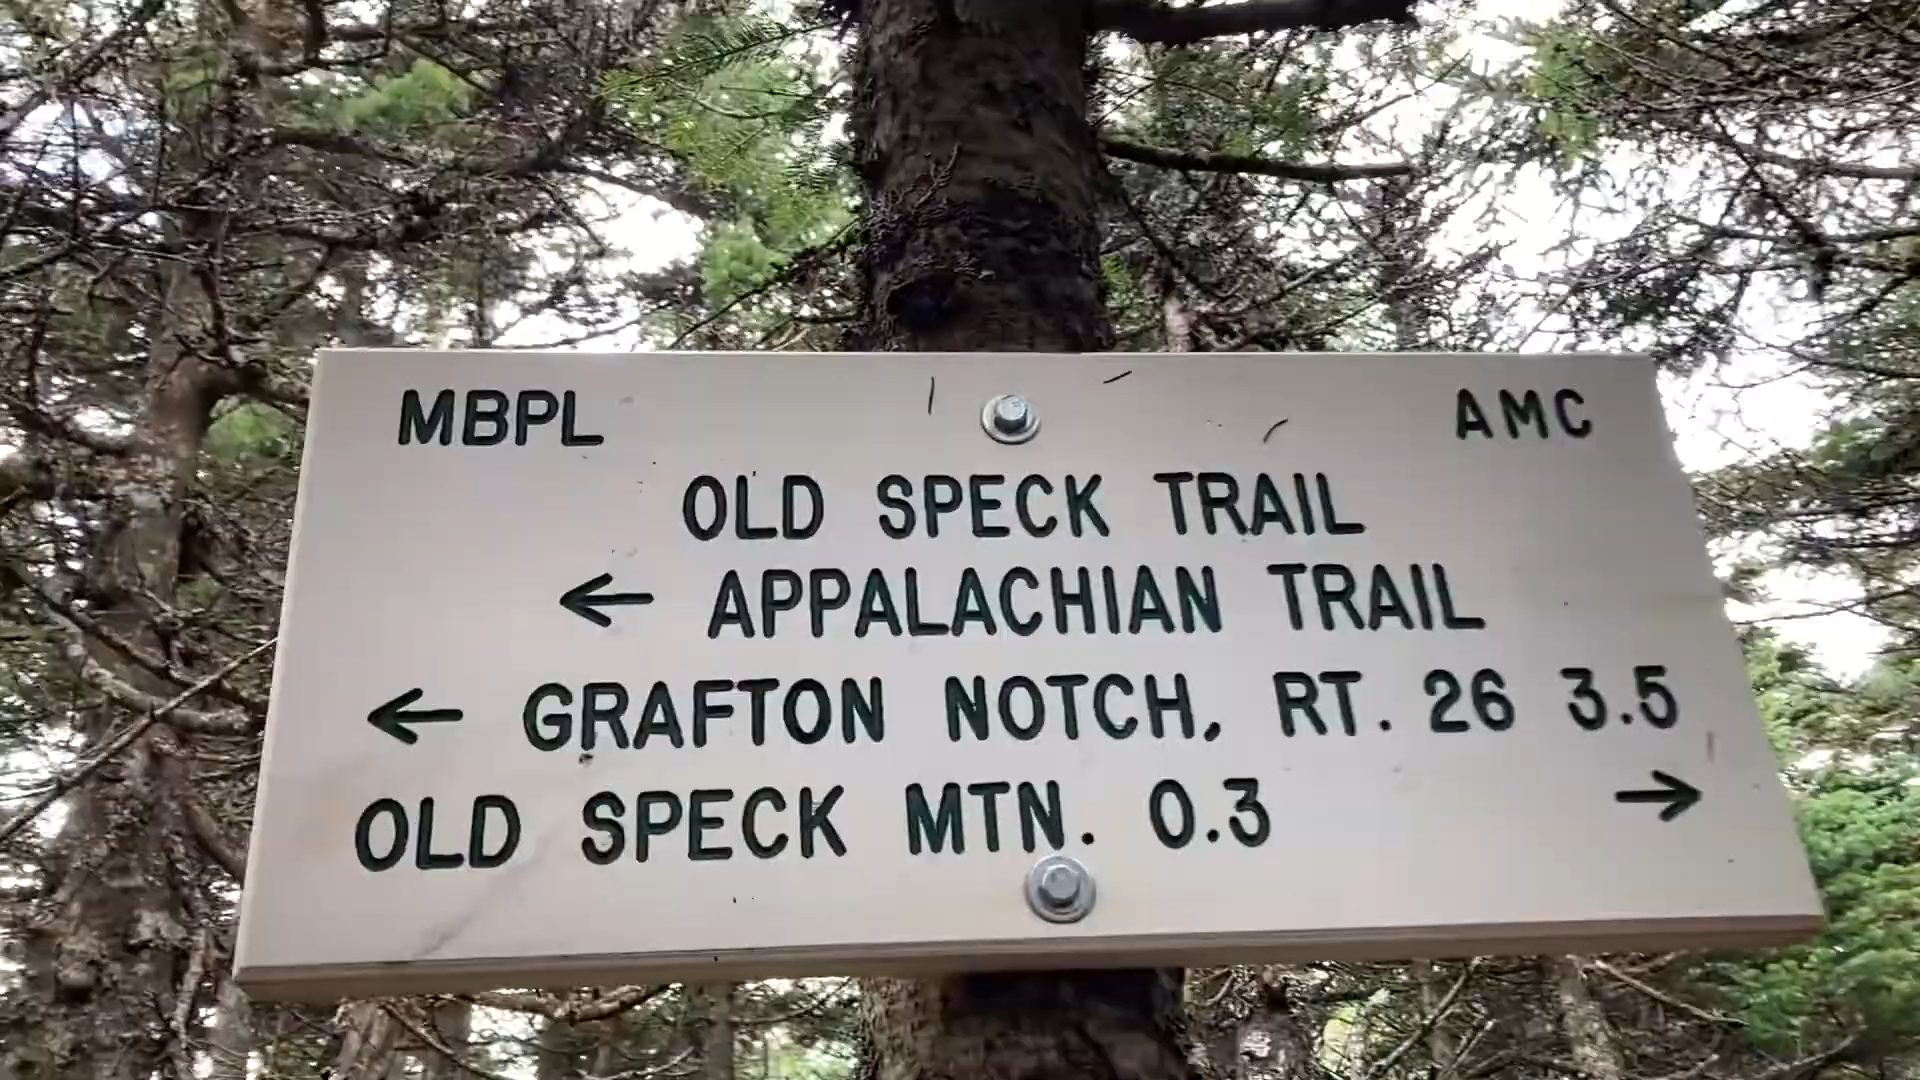 MBPL AMC
OLD SPECK TRAIL
← APPALACHIAN TRAIL
← GRAFTON NOTCH, RT. 26 3.5
OLD SPECK MTN. 0.3 →